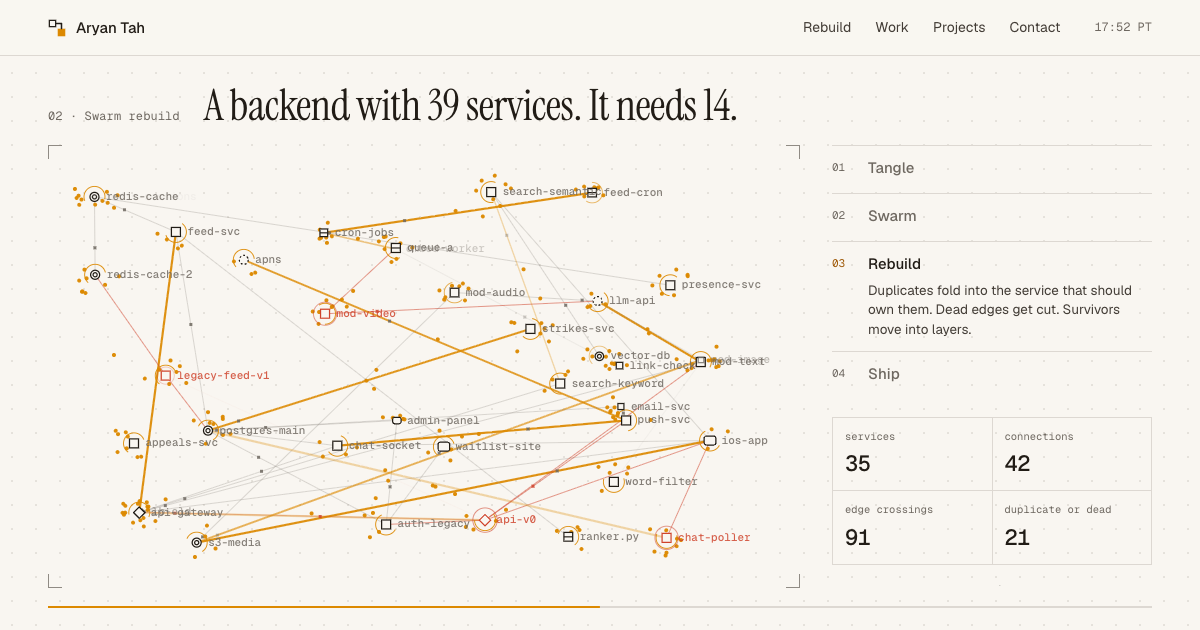 Aryan Tah
Rebuild
Work
Projects
Contact
17:52 PT
02 · Swarm rebuild
A backend with 39 services. It needs 14.
redis-cache
search-semantic
feed-cron
feed-svc
cron-jobs
queue-a
apns
redis-cache-2
presence-svc
mod-audio
llm-api
mod-video
strikes-svc
vector-db
link-check
mod-text
legacy-feed-v1
search-keyword
email-svc
push-svc
admin-panel
postgres-main
appeals-svc
chat-socket
waitlist-site
ios-app
word-filter
api-gateway
auth-legacy
api-v0
ranker.py
chat-poller
s3-media
01 Tangle
02 Swarm
03 Rebuild
Duplicates fold into the service that should
own them. Dead edges get cut. Survivors
move into layers.
04 Ship
services
35
connections
42
edge crossings
91
duplicate or dead
21